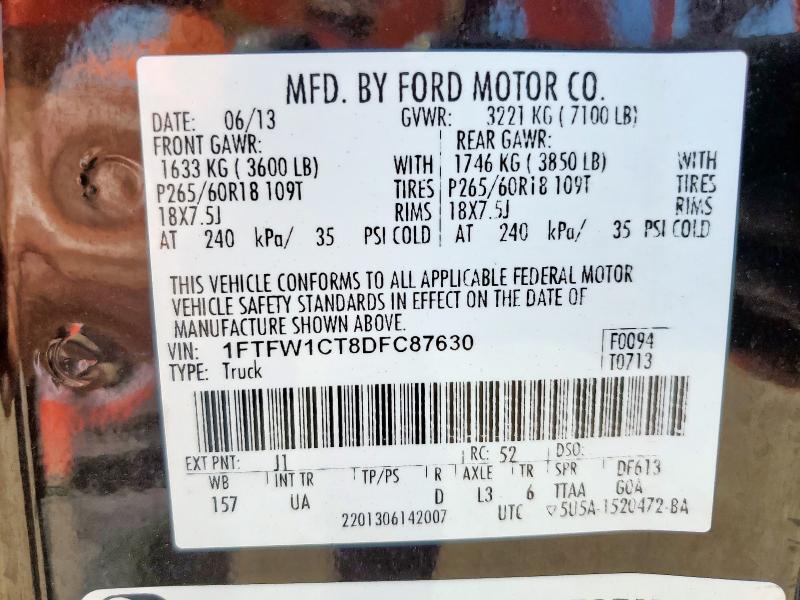 MFD. BY FORD MOTOR CO.
DATE: 06/13 GVWR: 3221 KG ( 7100 LB)
FRONT GAWR: REAR GAWR:
1633 KG ( 3600 LB) WITH 1746 KG ( 3850 LB) WITH
P265/60R18 109T TIRES P265/60R18 109T TIRES
18X7.5J RIMS 18X7.5J RIMS
AT 240 kPa/ 35 PSI COLD AT 240 kPa/ 35 PSI COLD
THIS VEHICLE CONFORMS TO ALL APPLICABLE FEDERAL MOTOR
VEHICLE SAFETY STANDARDS IN EFFECT ON THE DATE OF
MANUFACTURE SHOWN ABOVE.
VIN: 1FTFW1CT8DFC87630 F0094
TYPE: Truck T0713
EXT PNT: J1 RC: 52 DSO:
WB INT TR TP/PS R AXLE TR SPR DF613
157 UA D L3 6 TTAA GOA
2201306142007 UTC ▽5U5A-1520472-BA